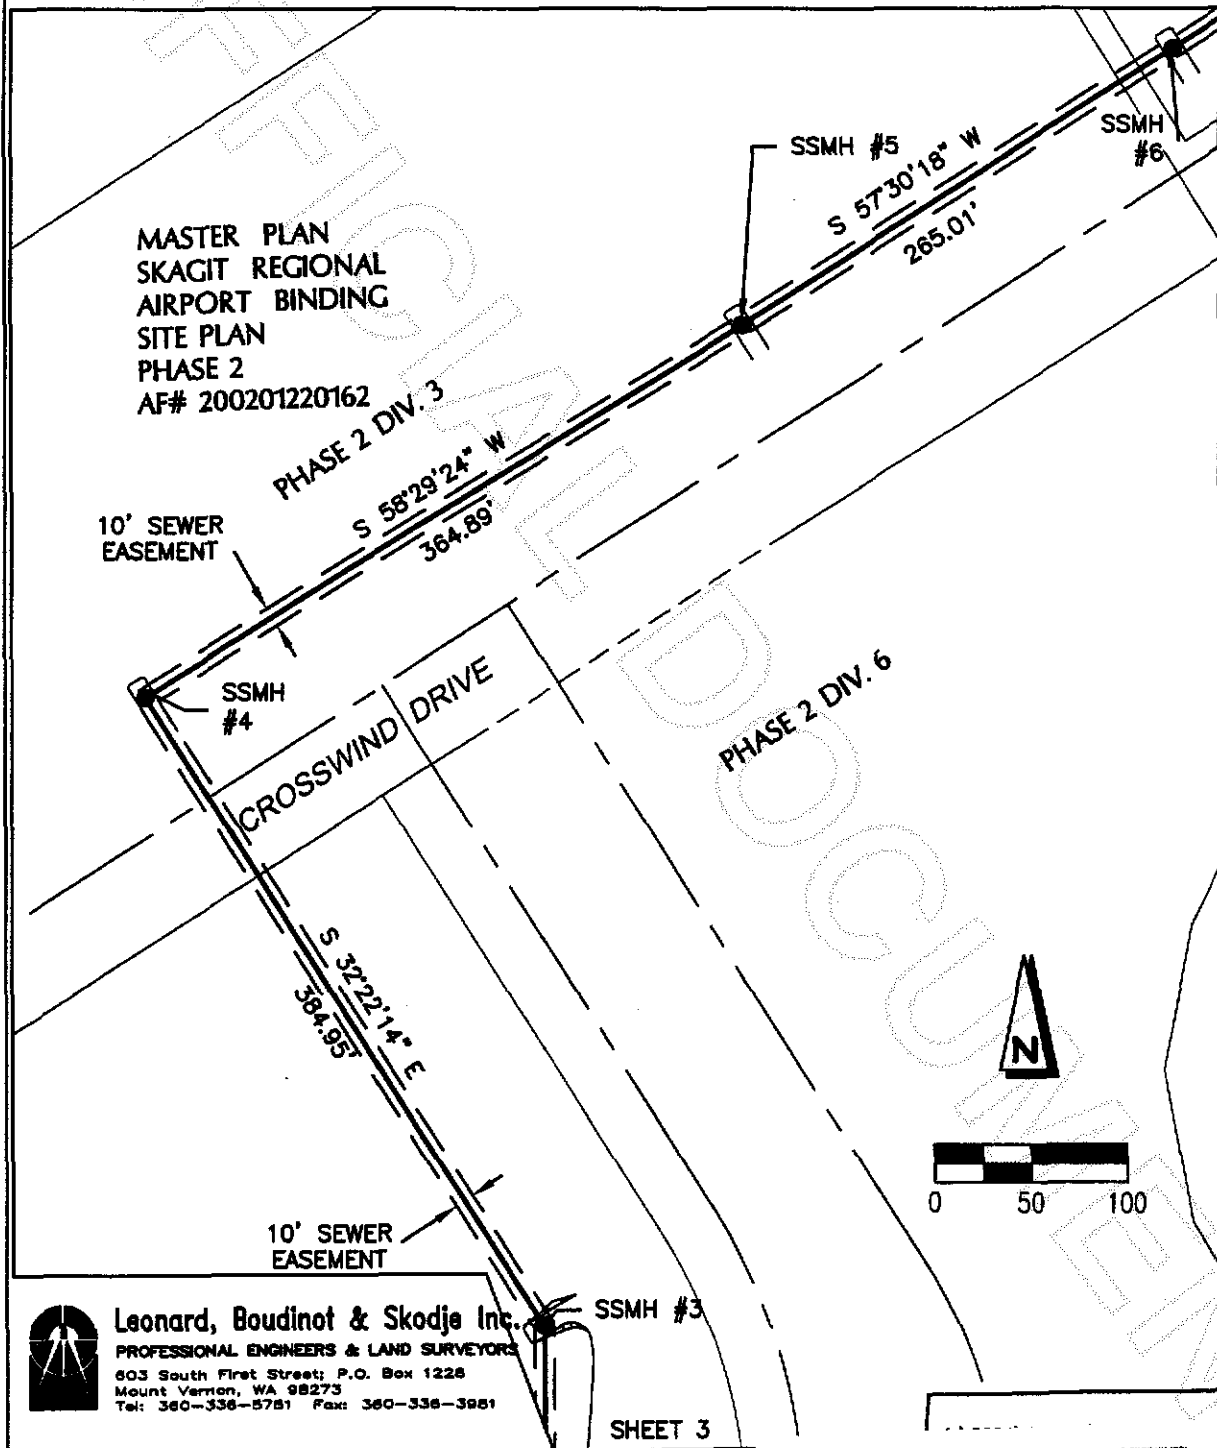 MASTER PLAN
SKAGIT REGIONAL
AIRPORT BINDING
SITE PLAN
PHASE 2
AF# 200201220162
SSMH #5
SSMH
#6
S 57°30'18" W
265.01'
PHASE 2 DIV. 3
S 58°29'24" W
364.89'
10' SEWER
EASEMENT
SSMH
#4
CROSSWIND DRIVE
PHASE 2 DIV. 6
S 32°22'14" E
384.95'
N
0 50 100
10' SEWER
EASEMENT
SSMH #3
Leonard, Boudinot & Skodje Inc.
PROFESSIONAL ENGINEERS & LAND SURVEYORS
603 South First Street; P.O. Box 1228
Mount Vernon, WA 98273
Tel: 360-336-5751 Fax: 360-336-3981
SHEET 3
FFICIAL DOCUMEN